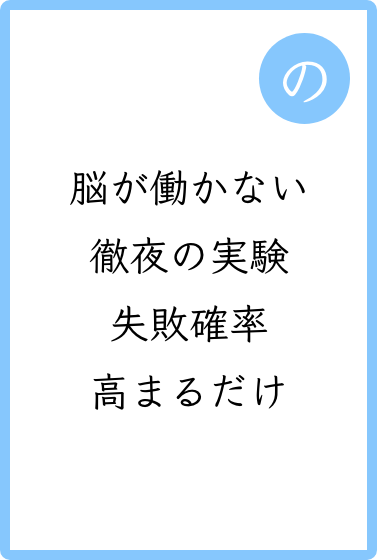 の
脳が働かない
徹夜の実験
失敗確率
高まるだけ